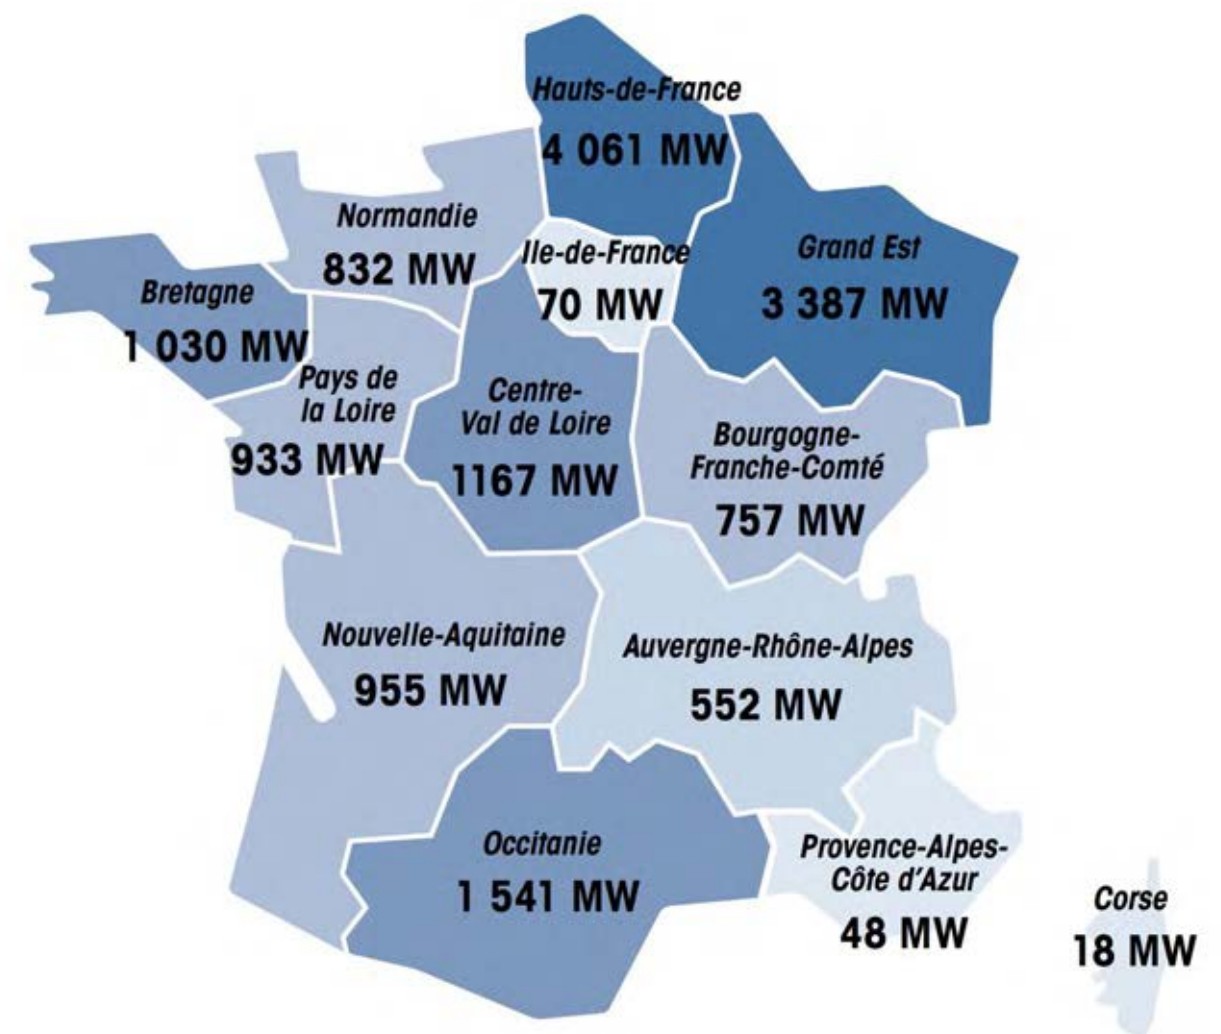 Hauts-de-France
4 061 MW
Normandie
832 MW
Ile-de-France
70 MW
Grand Est
3 387 MW
Bretagne
1 030 MW
Pays de
la Loire
933 MW
Centre-
Val de Loire
1167 MW
Bourgogne-
Franche-Comté
757 MW
Nouvelle-Aquitaine
955 MW
Auvergne-Rhône-Alpes
552 MW
Occitanie
1 541 MW
Provence-Alpes-
Côte d'Azur
48 MW
Corse
18 MW